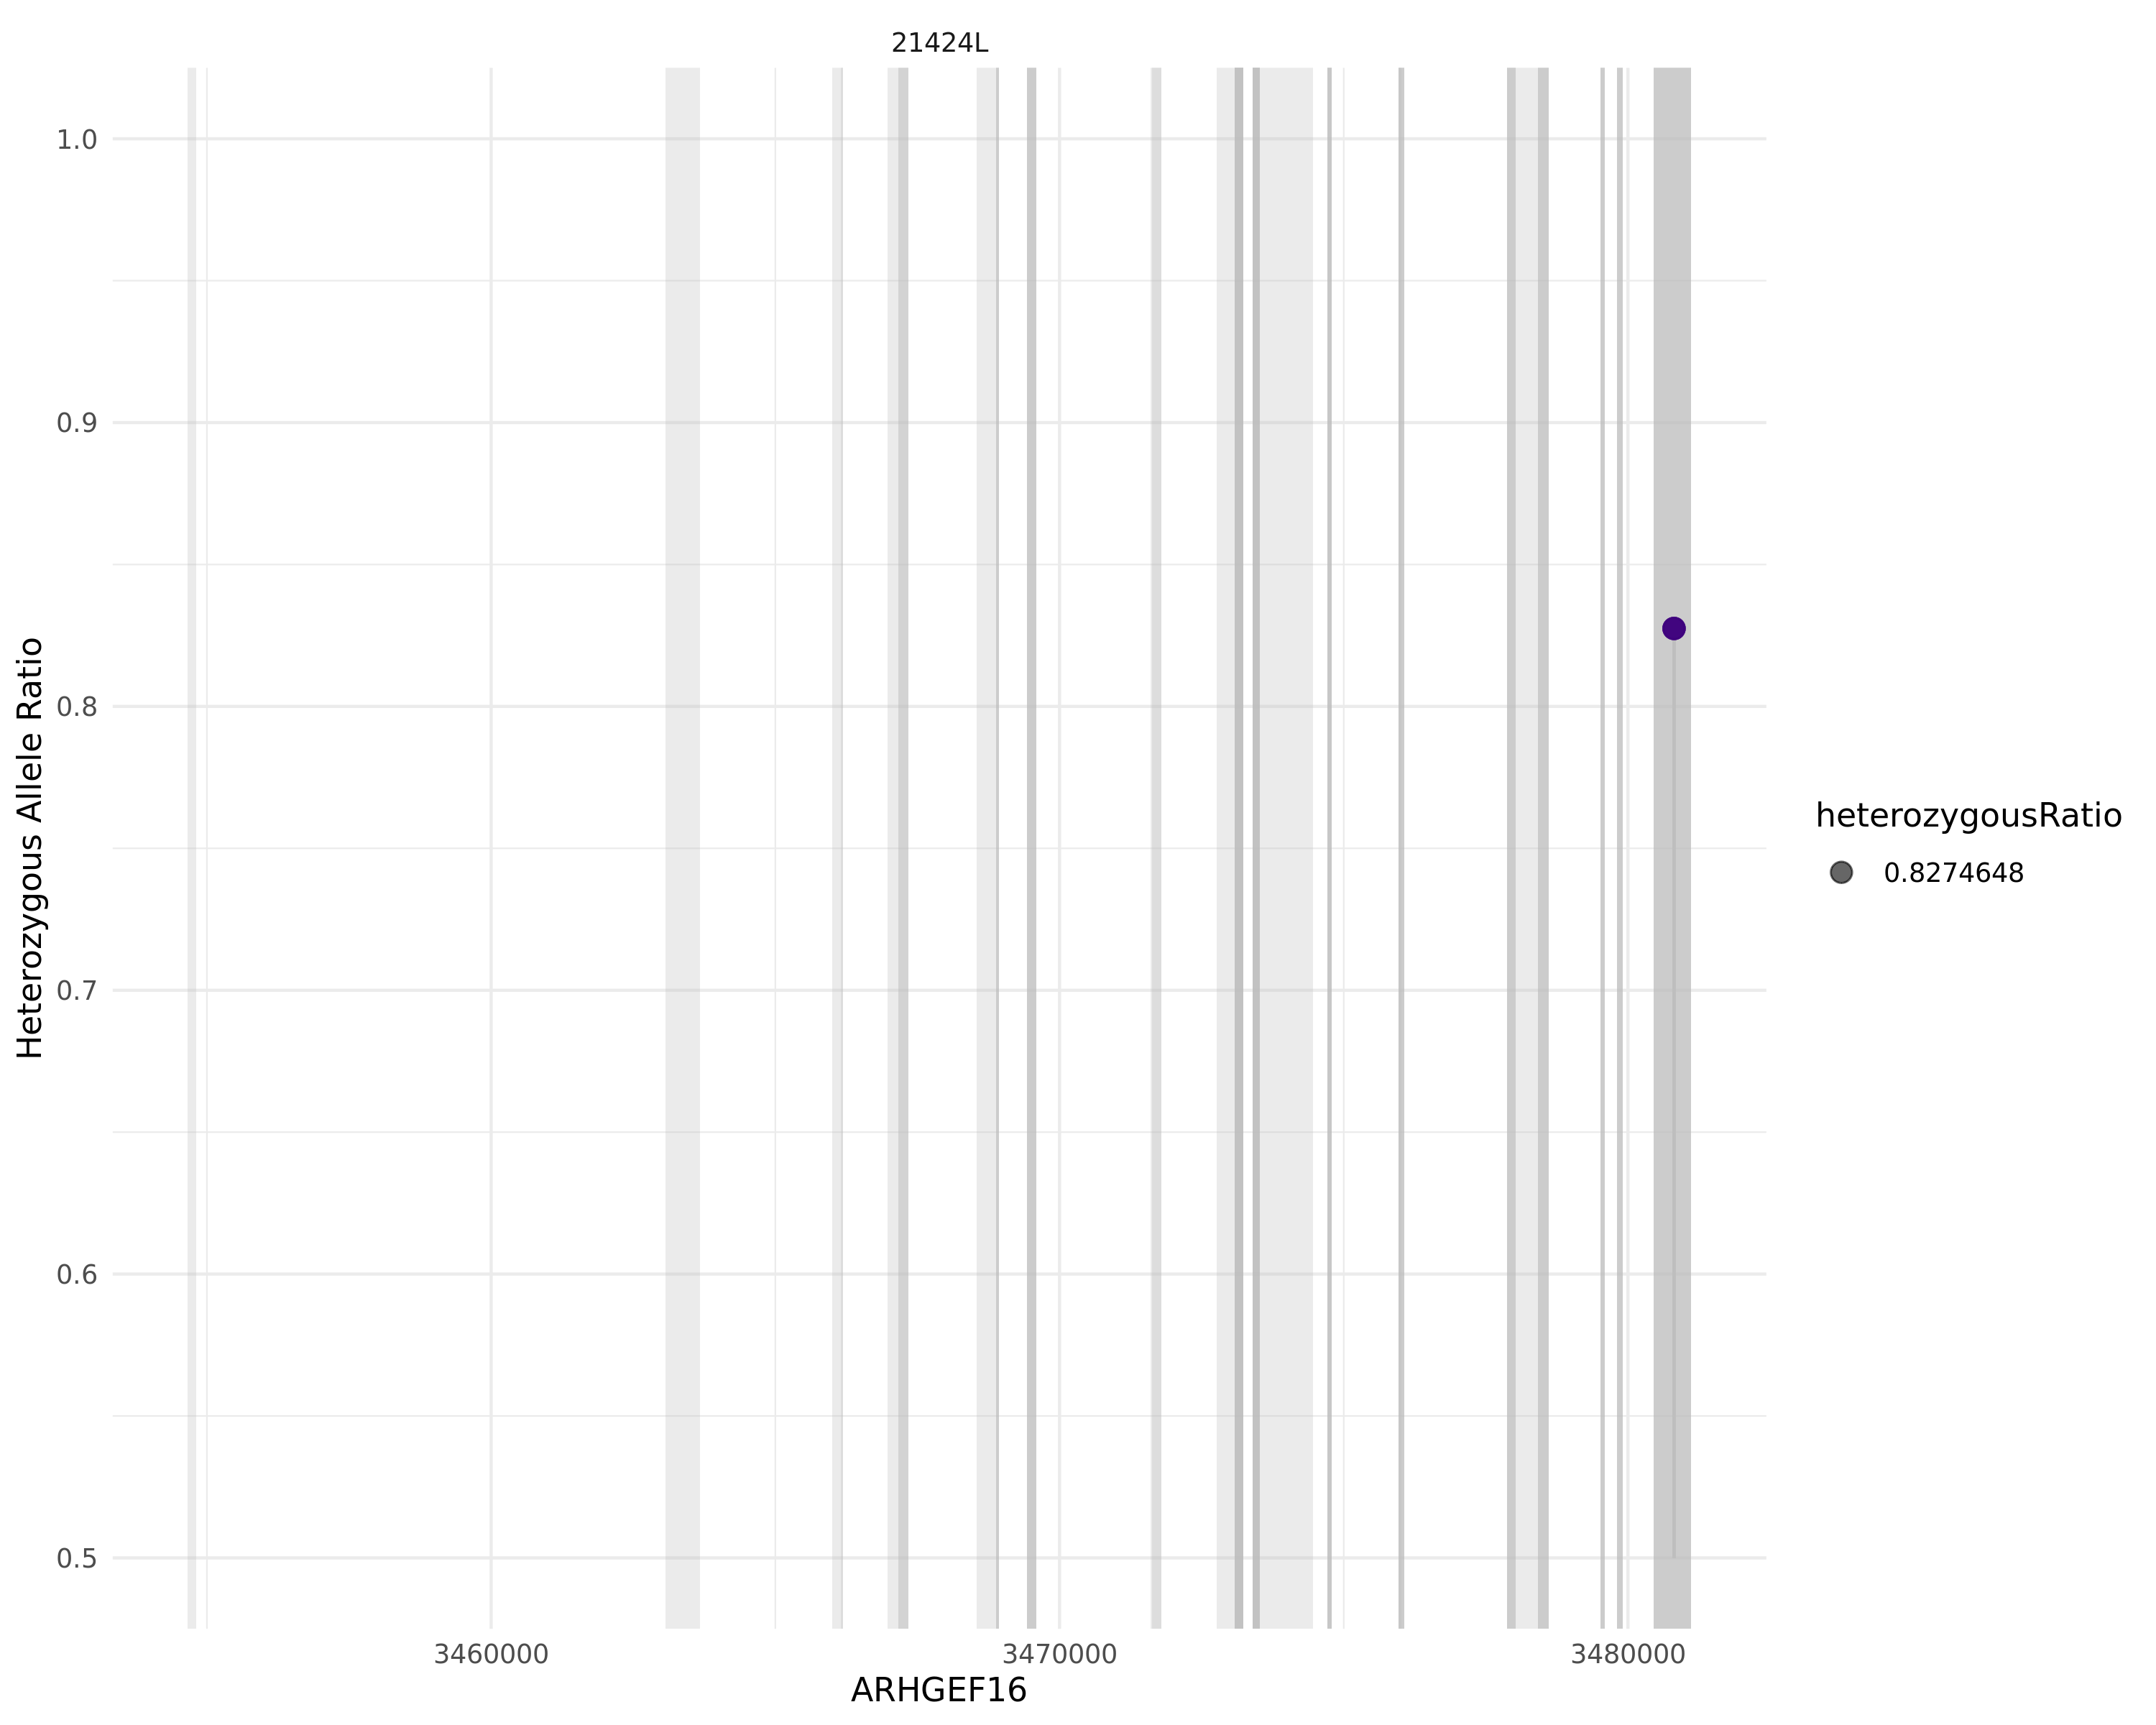 21424L
1.0
0.9
0.8
0.7
0.6
0.5
Heterozygous Allele Ratio
3460000
3470000
3480000
ARHGEF16
heterozygousRatio
0.8274648